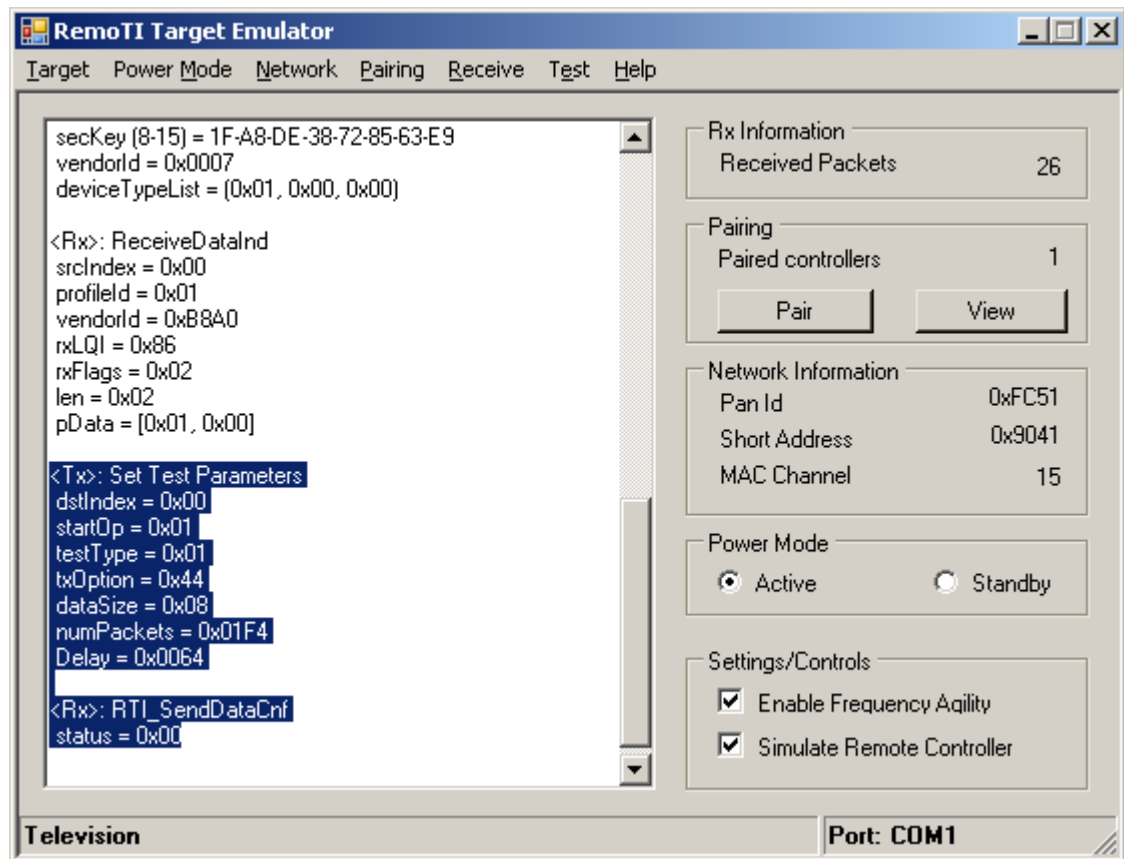 RemoTI Target Emulator
Target Power Mode Network Pairing Receive Test Help
secKey (8-15) = 1F-A8-DE-38-72-85-63-E9
vendorId = 0x0007
deviceTypeList = (0x01, 0x00, 0x00)
<Rx>: ReceiveDataInd
srcIndex = 0x00
profileId = 0x01
vendorId = 0xB8A0
rxLQI = 0x86
rxFlags = 0x02
len = 0x02
pData = [0x01, 0x00]
<Tx>: Set Test Parameters
dstIndex = 0x00
startOp = 0x01
testType = 0x01
txOption = 0x44
dataSize = 0x08
numPackets = 0x01F4
Delay = 0x0064
<Rx>: RTI_SendDataCnf
status = 0x00
Rx Information
Received Packets 26
Pairing
Paired controllers 1
Pair View
Network Information
Pan Id 0xFC51
Short Address 0x9041
MAC Channel 15
Power Mode
Active Standby
Settings/Controls
Enable Frequency Agility
Simulate Remote Controller
Television Port: COM1